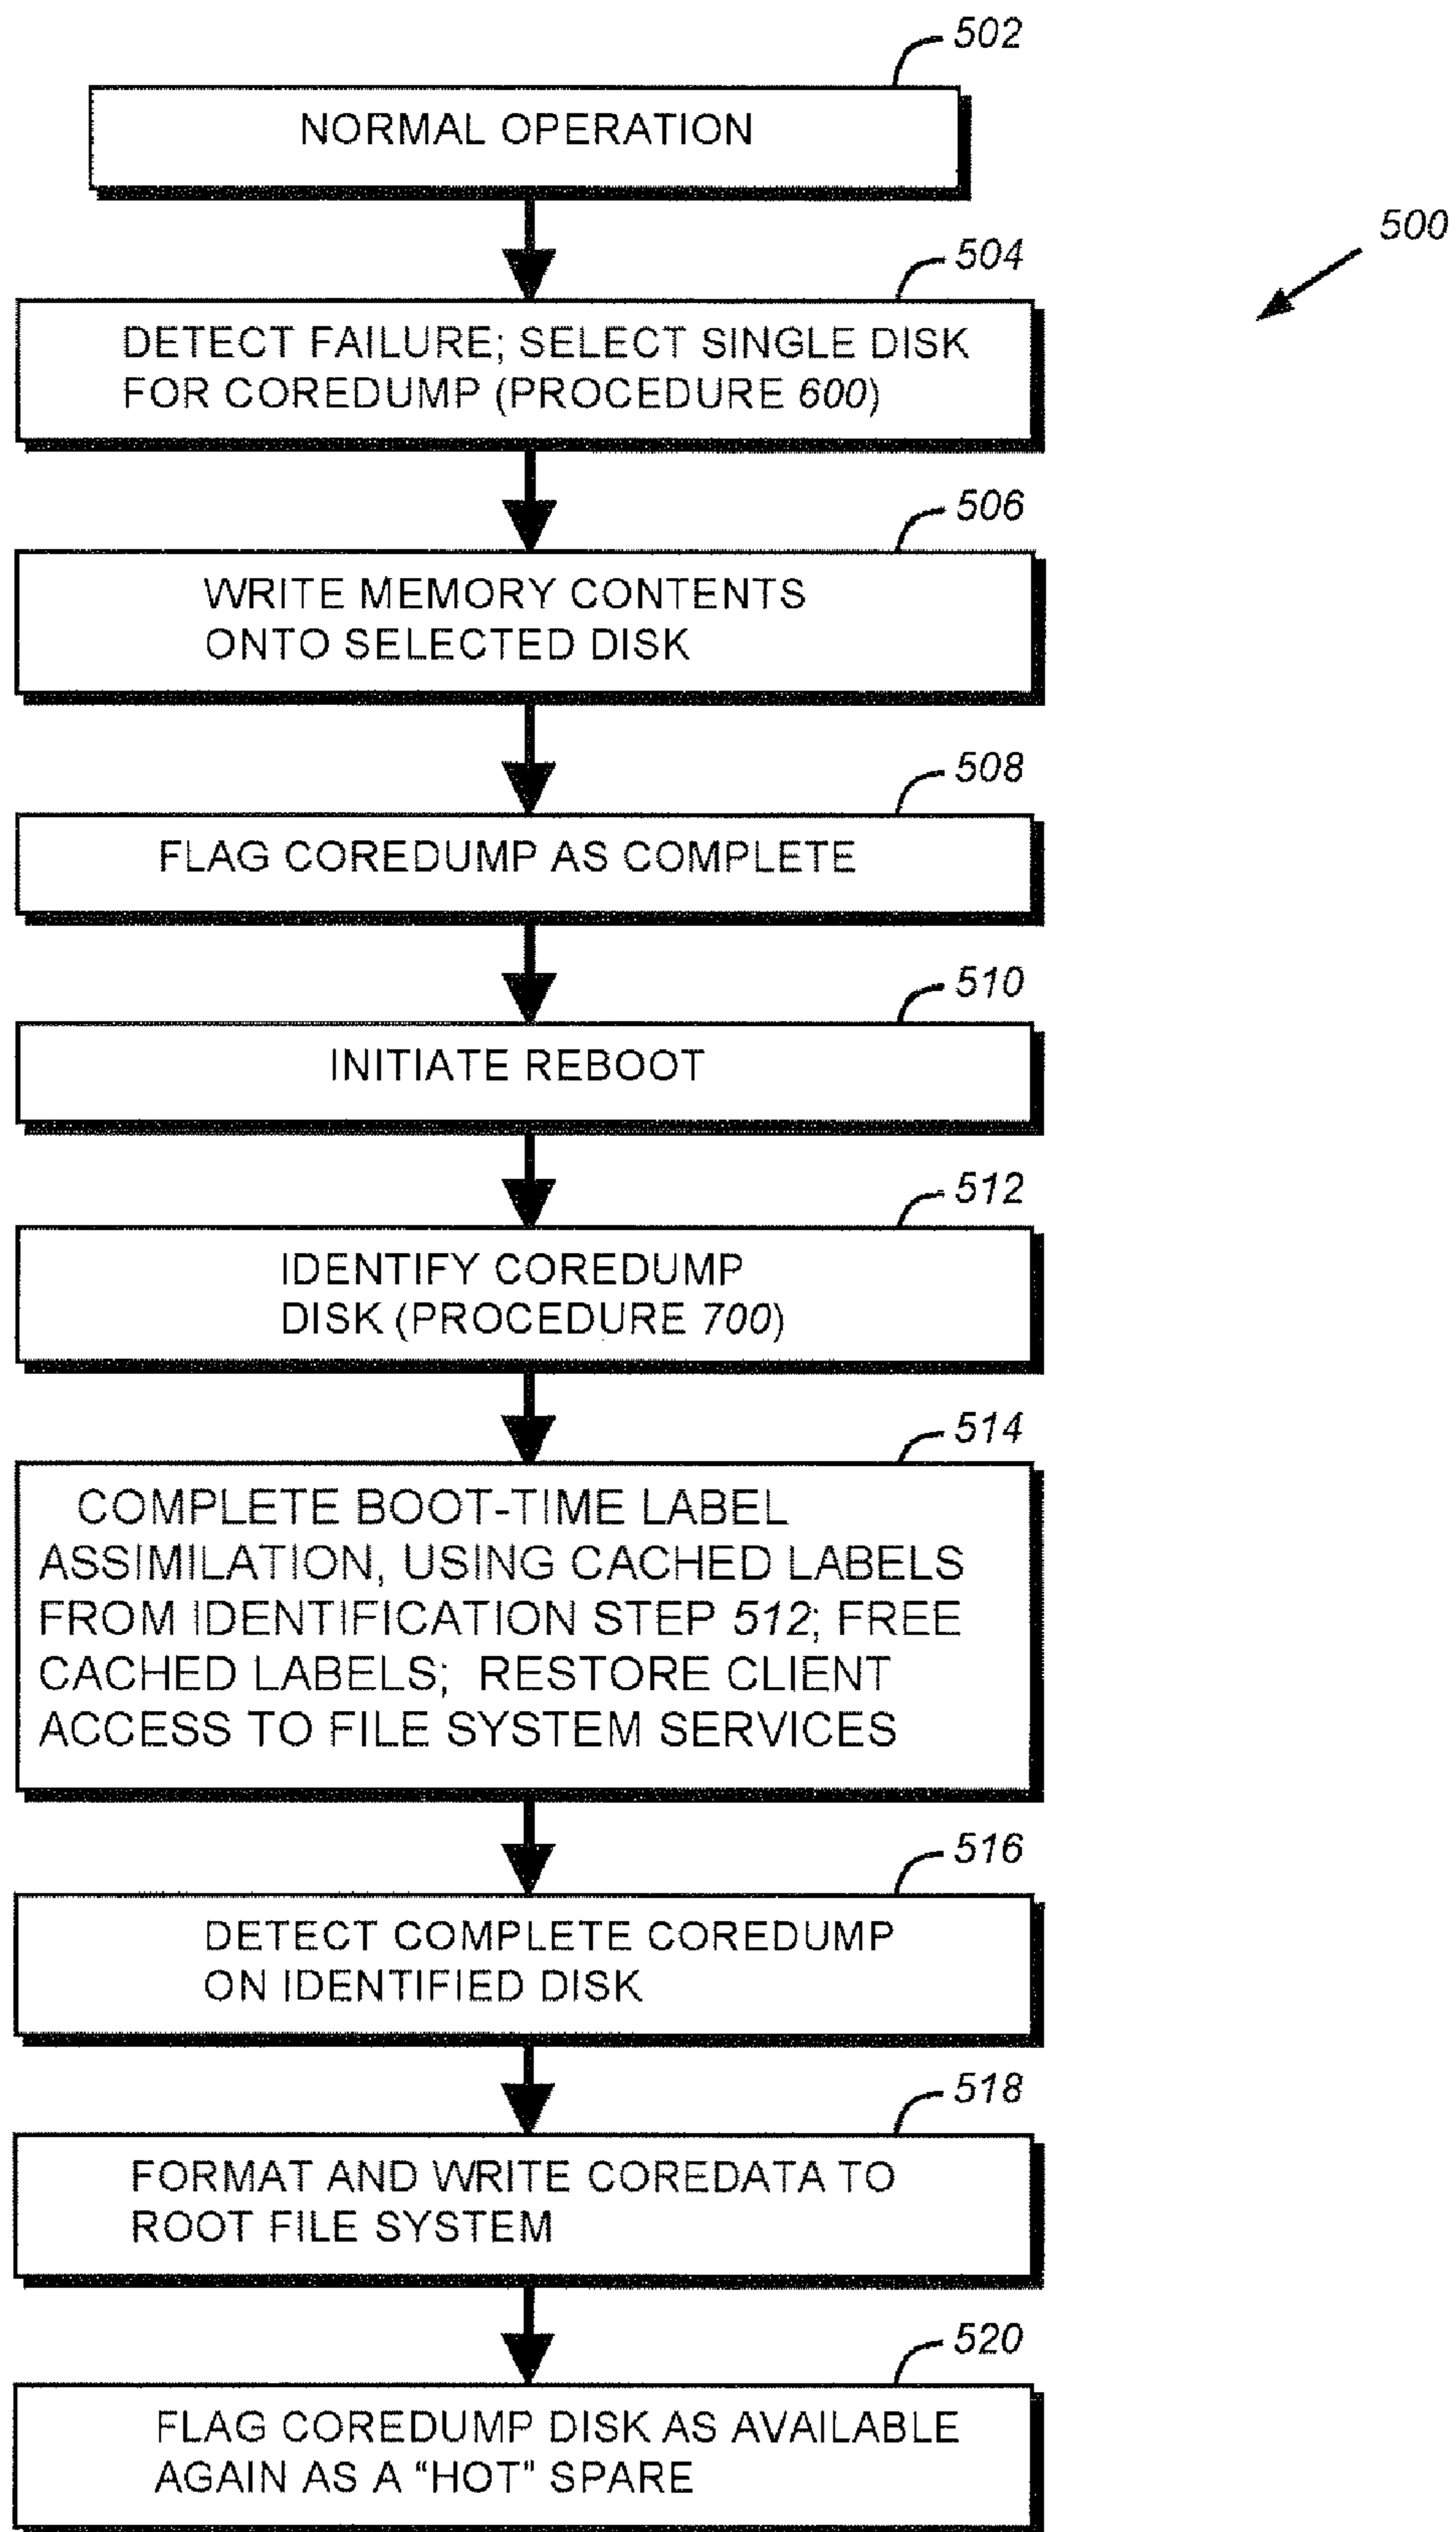 502
NORMAL OPERATION
500
504
DETECT FAILURE; SELECT SINGLE DISK
FOR COREDUMP (PROCEDURE 600)
506
WRITE MEMORY CONTENTS
ONTO SELECTED DISK
508
FLAG COREDUMP AS COMPLETE
510
INITIATE REBOOT
512
IDENTIFY COREDUMP
DISK (PROCEDURE 700)
514
COMPLETE BOOT-TIME LABEL
ASSIMILATION, USING CACHED LABELS
FROM IDENTIFICATION STEP 512; FREE
CACHED LABELS; RESTORE CLIENT
ACCESS TO FILE SYSTEM SERVICES
516
DETECT COMPLETE COREDUMP
ON IDENTIFIED DISK
518
FORMAT AND WRITE COREDATA TO
ROOT FILE SYSTEM
520
FLAG COREDUMP DISK AS AVAILABLE
AGAIN AS A “HOT” SPARE